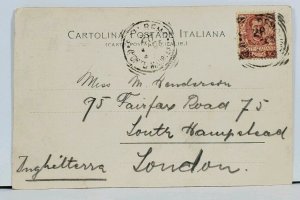 CARTOLINA POSTALE ITALIANA
Miss M. Henderson
95 Fairfax Road 75
South Hampstead
London
Inghilterra